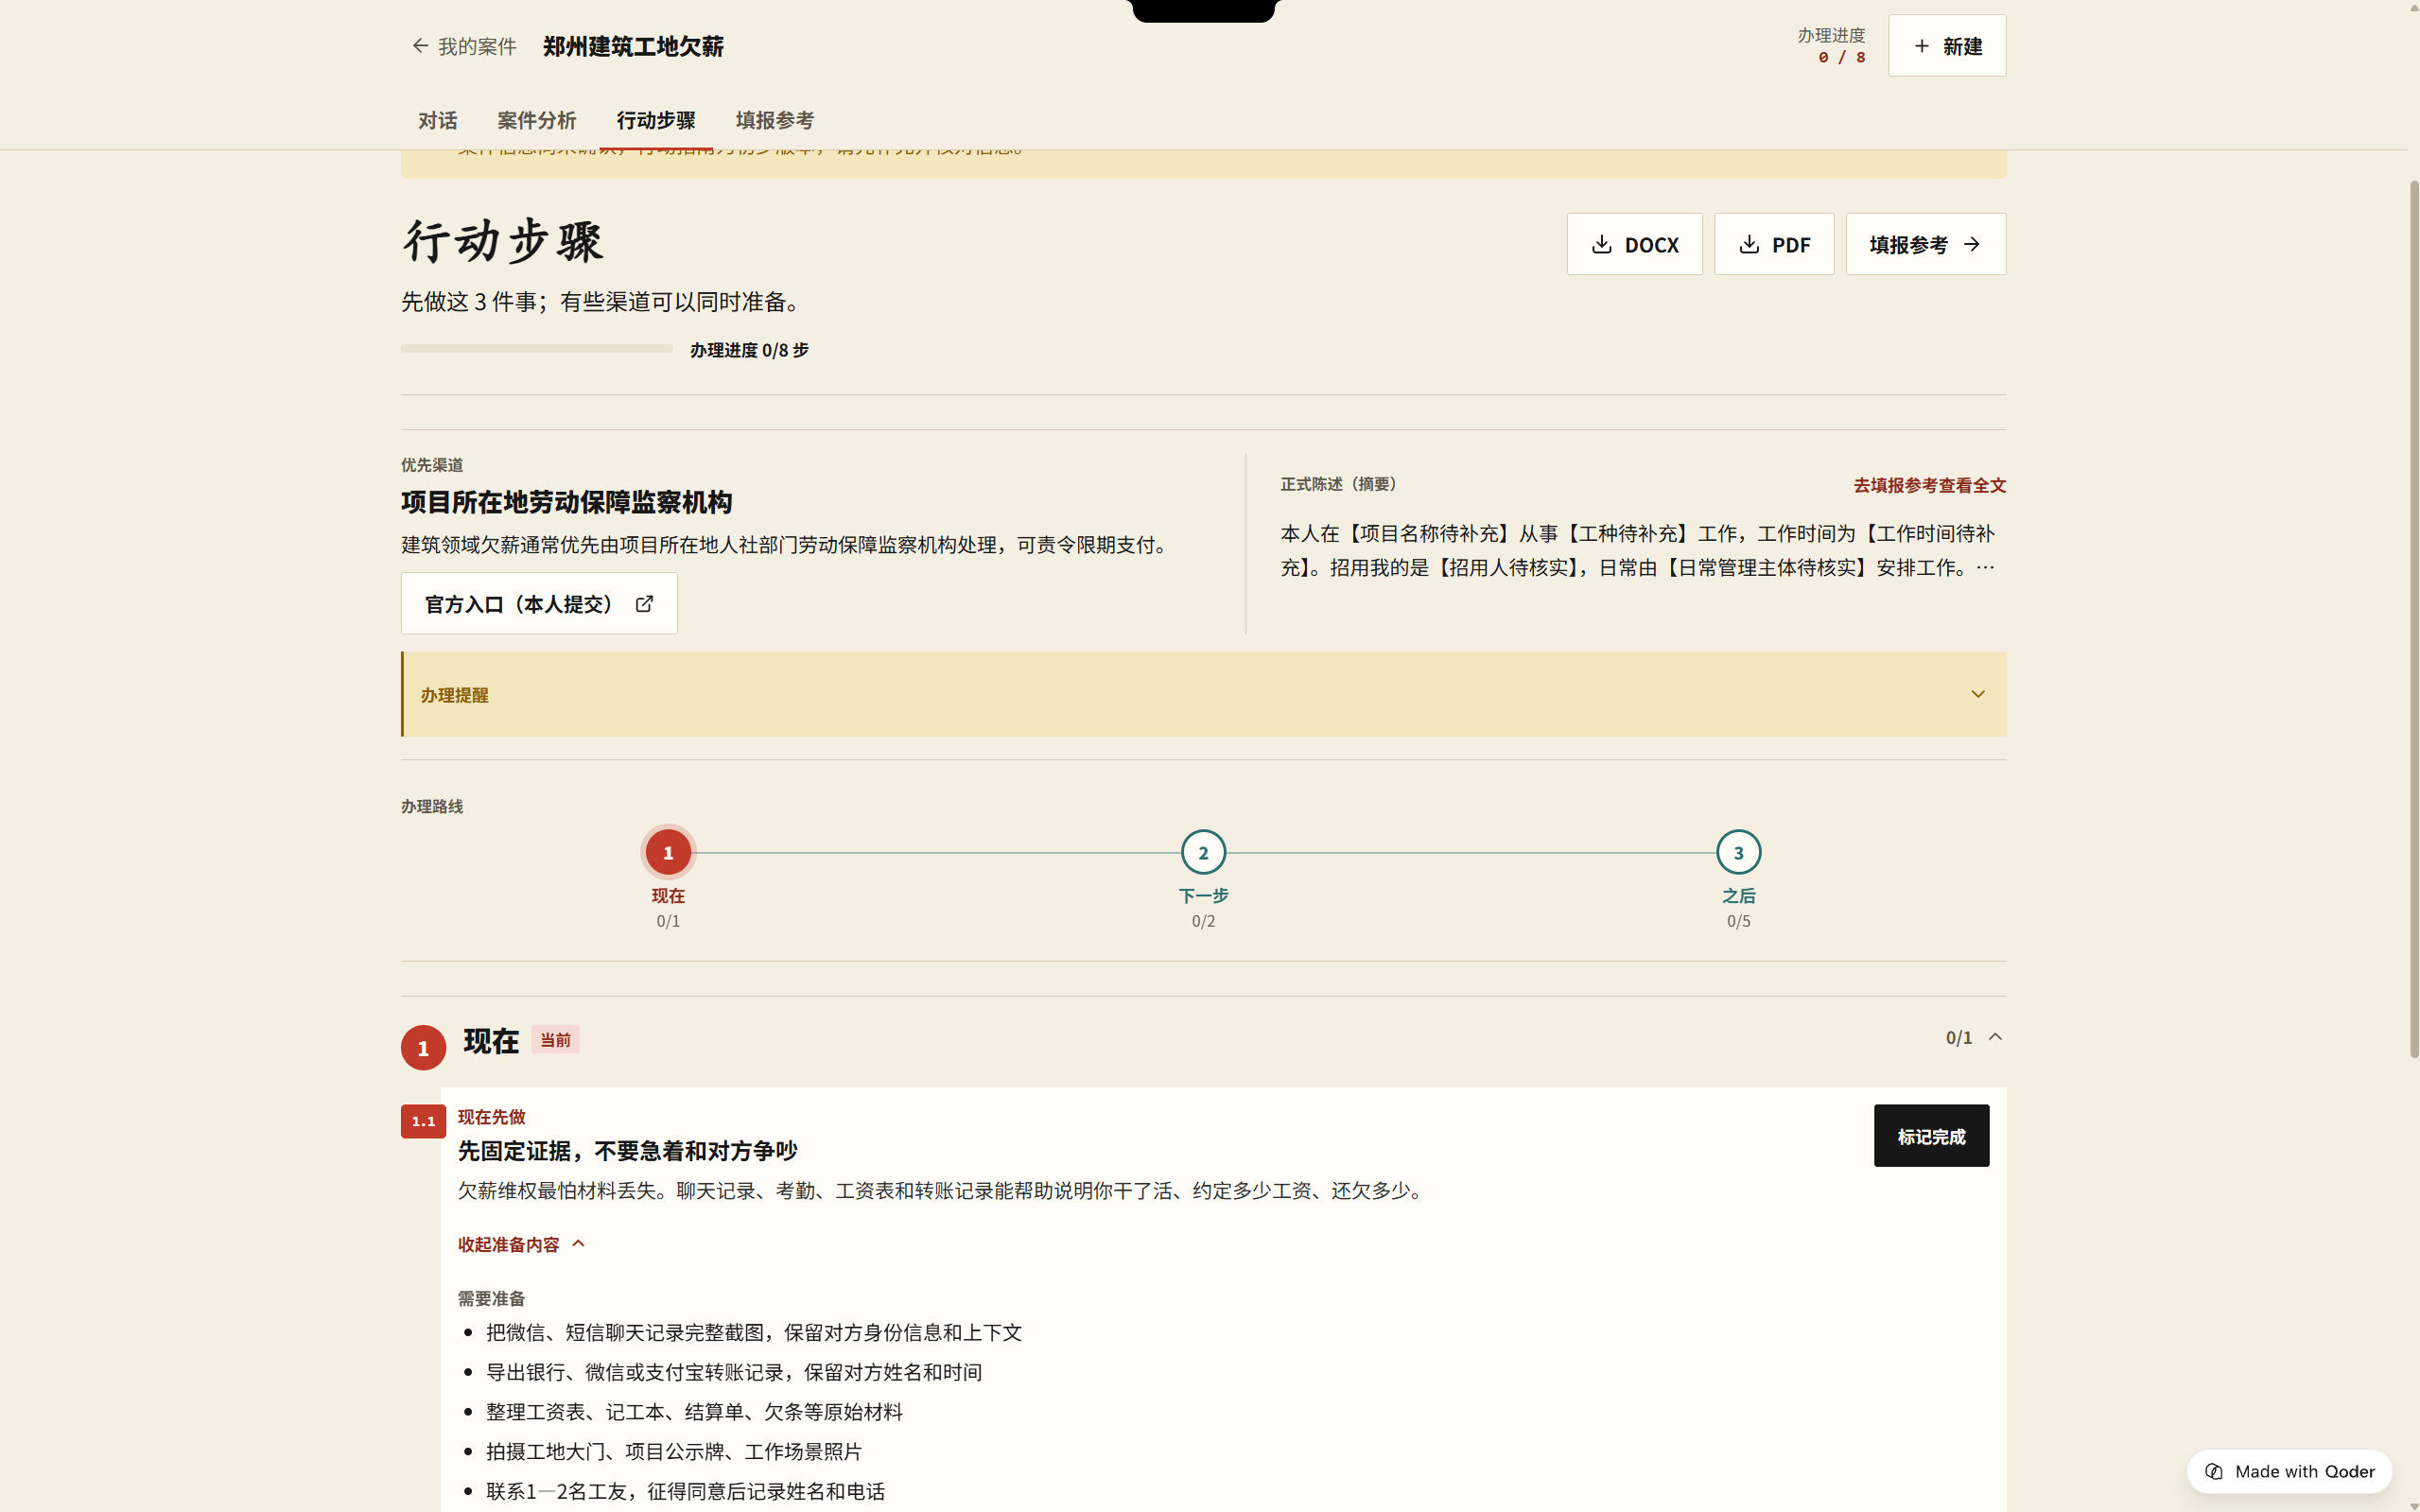 我的案件
郑州建筑工地欠薪
办理进度
0 / 8
新建
对话
案件分析
行动步骤
填报参考
行动步骤
DOCX
PDF
填报参考
先做这 3 件事；有些渠道可以同时准备。
办理进度 0/8 步
优先渠道
项目所在地劳动保障监察机构
建筑领域欠薪通常优先由项目所在地人社部门劳动保障监察机构处理，可责令限期支付。
官方入口（本人提交）
正式陈述（摘要）
去填报参考查看全文
本人在【项目名称待补充】从事【工种待补充】工作，工作时间为【工作时间待补
充】。招用我的是【招用人待核实】，日常由【日常管理主体待核实】安排工作。…
办理提醒
办理路线
1
2
3
现在
下一步
之后
0/1
0/2
0/5
1
现在
当前
0/1
1.1
现在先做
先固定证据，不要急着和对方争吵
标记完成
欠薪维权最怕材料丢失。聊天记录、考勤、工资表和转账记录能帮助说明你干了活、约定多少工资、还欠多少。
收起准备内容
需要准备
把微信、短信聊天记录完整截图，保留对方身份信息和上下文
导出银行、微信或支付宝转账记录，保留对方姓名和时间
整理工资表、记工本、结算单、欠条等原始材料
拍摄工地大门、项目公示牌、工作场景照片
联系1—2名工友，征得同意后记录姓名和电话
Made with Qoder